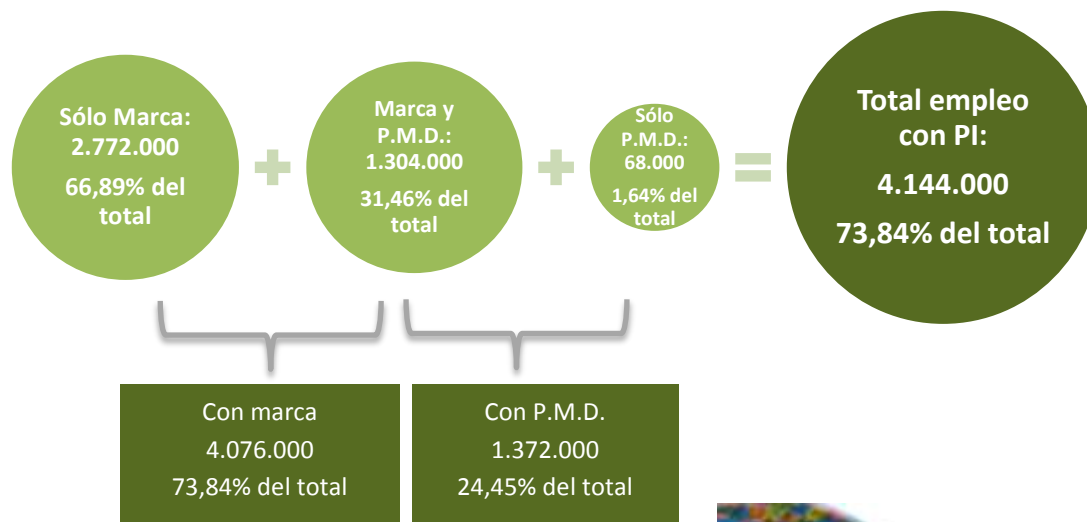 Sólo Marca:
2.772.000
66,89% del
total
Marca y
P.M.D.:
1.304.000
31,46% del
total
Sólo
P.M.D.:
68.000
1,64% del
total
Total empleo
con PI:
4.144.000
73,84% del total
Con marca
4.076.000
73,84% del total
Con P.M.D.
1.372.000
24,45% del total